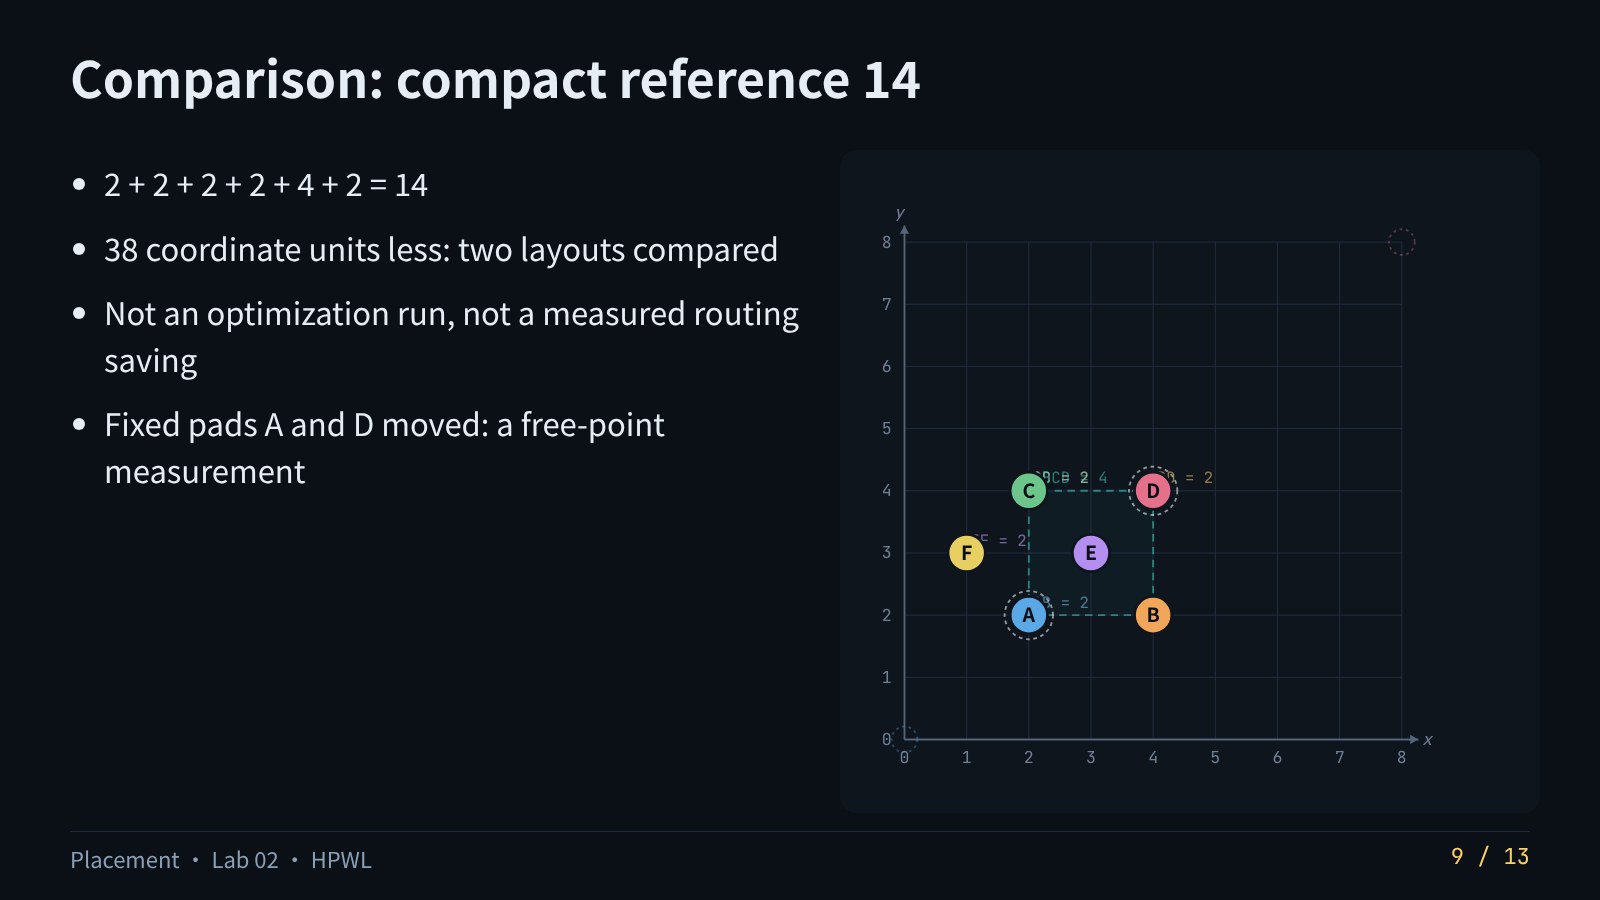 Comparison: compact reference 14
2 + 2 + 2 + 2 + 4 + 2 = 14
38 coordinate units less: two layouts compared
Not an optimization run, not a measured routing
saving
Fixed pads A and D moved: a free-point
measurement
y
8
7
6
5
4
3
2
1
0
C
D
= 2
F
= 2
E
A
= 2
B
0 1 2 3 4 5 6 7 8
x
Placement • Lab 02 • HPWL
9 / 13